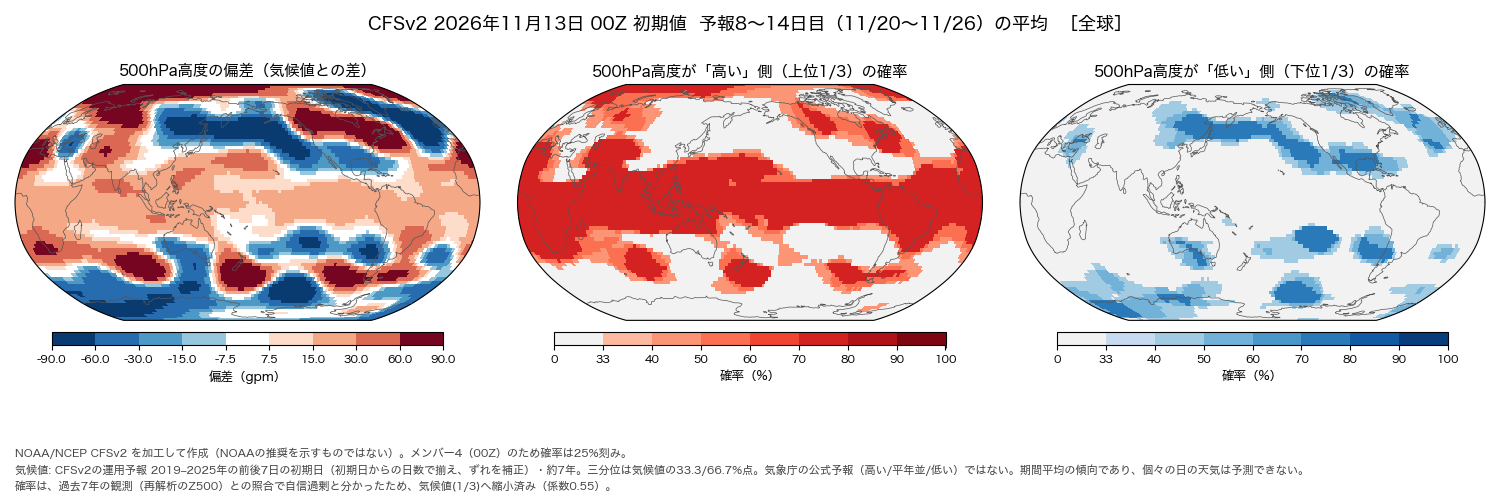 CFSv2 2026年11月13日 00Z 初期値 予報8～14日目（11/20～11/26）の平均 ［全球］
500hPa高度の偏差（気候値との差）
500hPa高度が「高い」側（上位1/3）の確率
500hPa高度が「低い」側（下位1/3）の確率
-90.0 -60.0 -30.0 -15.0 -7.5 7.5 15.0 30.0 60.0 90.0
偏差（gpm）
0 33 40 50 60 70 80 90 100
確率（%）
0 33 40 50 60 70 80 90 100
確率（%）
NOAA/NCEP CFSv2 を加工して作成（NOAAの推奨を示すものではない）。メンバー4（00Z）のため確率は25%刻み。
気候値: CFSv2の運用予報 2019–2025年の前後7日の初期日（初期日からの日数で揃え、ずれを補正）・約7年。三分位は気候値の33.3/66.7%点。気象庁の公式予報（高い/平年並/低い）ではない。期間平均の傾向であり、個々の日の天気は予測できない。
確率は、過去7年の観測（再解析のZ500）との照合で自信過剰と分かったため、気候値(1/3)へ縮小済み（係数0.55）。